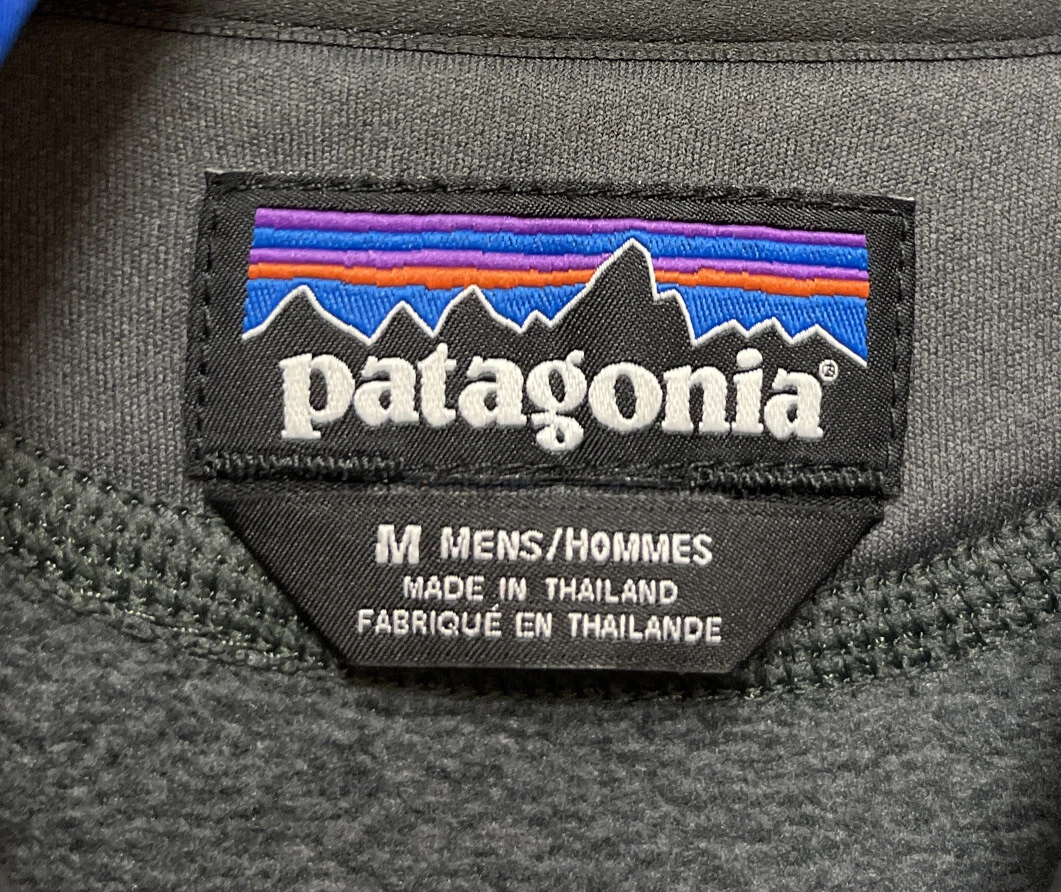 patagonia®
M MENS/HOMMES
MADE IN THAILAND
FABRIQUÉ EN THAILANDE